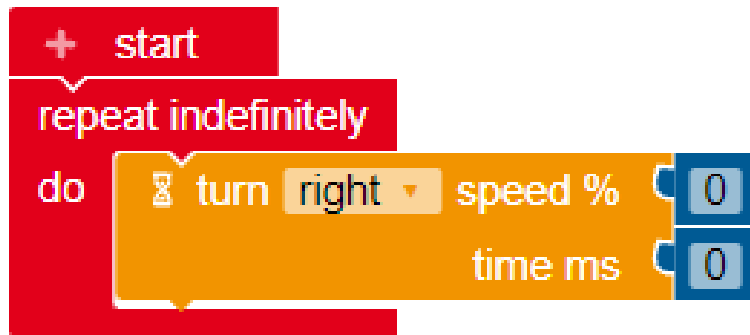 + start
repeat indefinitely
do turn right speed % 0
time ms 0